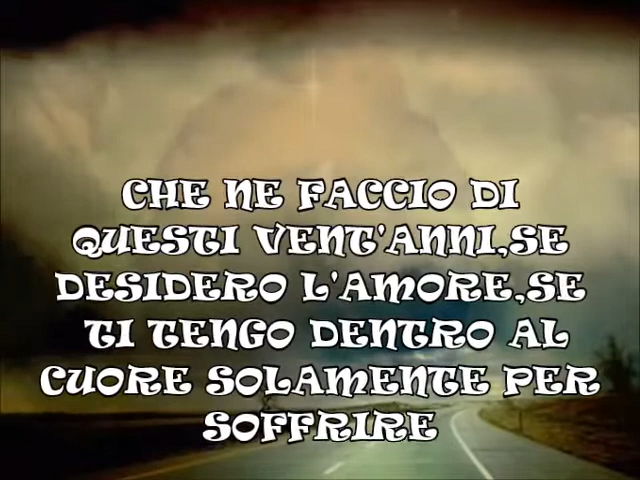 CHE NE FACCIO DI
QUESTI VENT'ANNI,SE
DESIDERO L'AMORE,SE
TI TENGO DENTRO AL
CUORE SOLAMENTE PER
SOFFRIRE